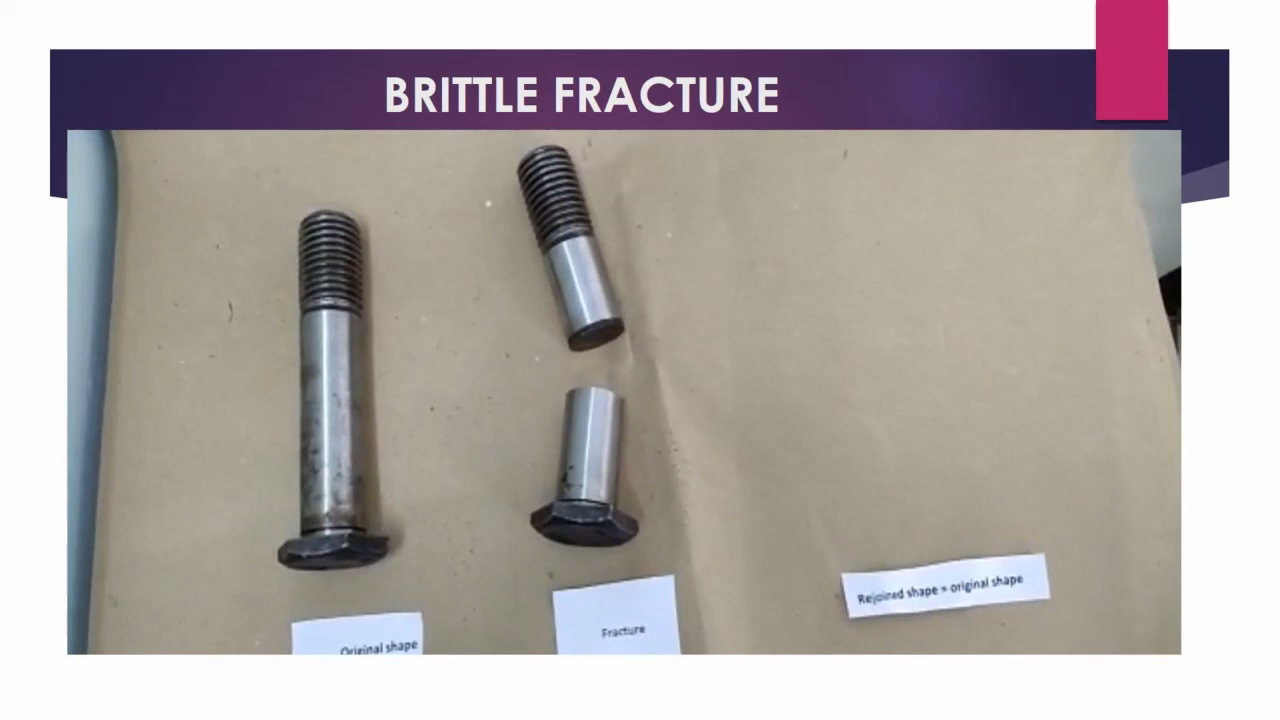 BRITTLE FRACTURE
Original shape
Fracture
Rejoined shape = original shape